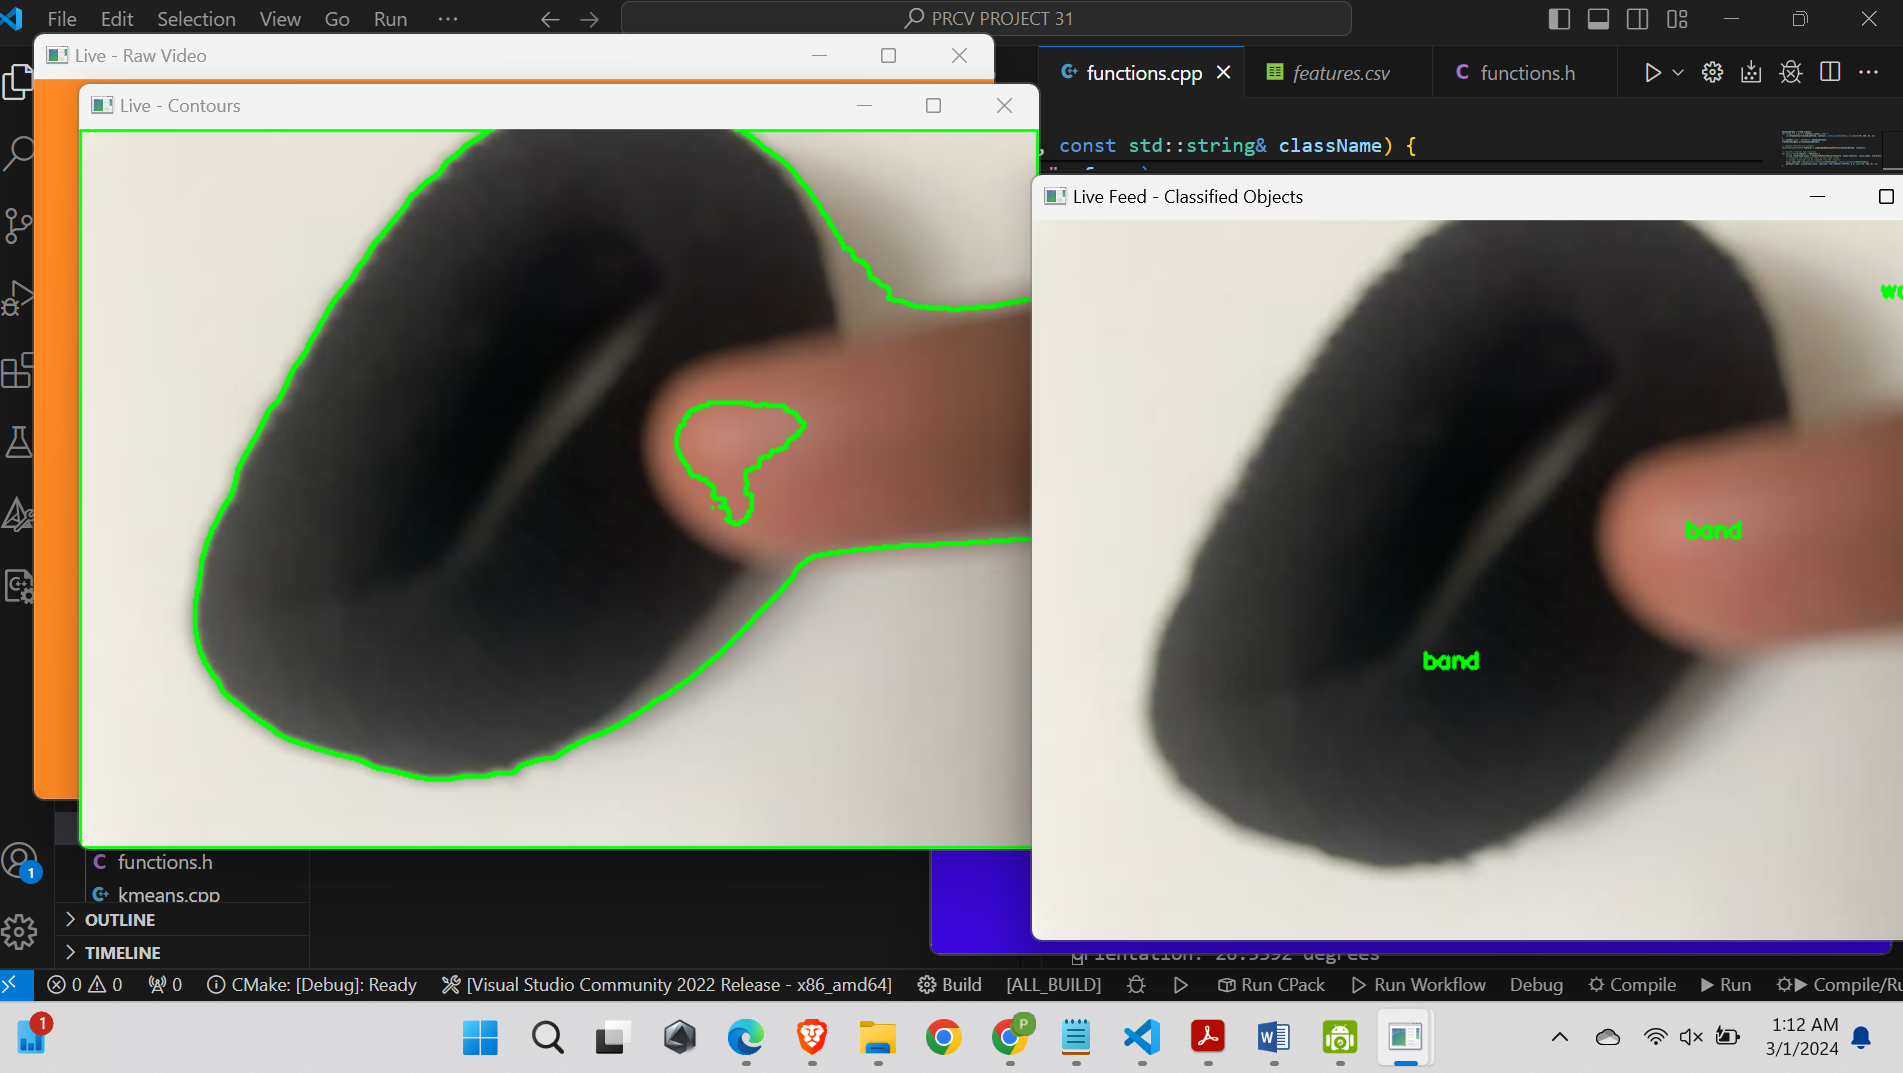 File Edit Selection View Go Run ···
PRCV PROJECT 31
Live - Raw Video
Live - Contours
functions.cpp
features.csv
functions.h
, const std::string& className) {
Live Feed - Classified Objects
band
band
functions.h
kmeans.cpp
OUTLINE
TIMELINE
1
degrees
0 0 0 CMake: [Debug]: Ready [Visual Studio Community 2022 Release - x86_amd64] Build [ALL_BUILD] Run CPack Run Workflow Debug Compile Run
1
P
1:12 AM
3/1/2024